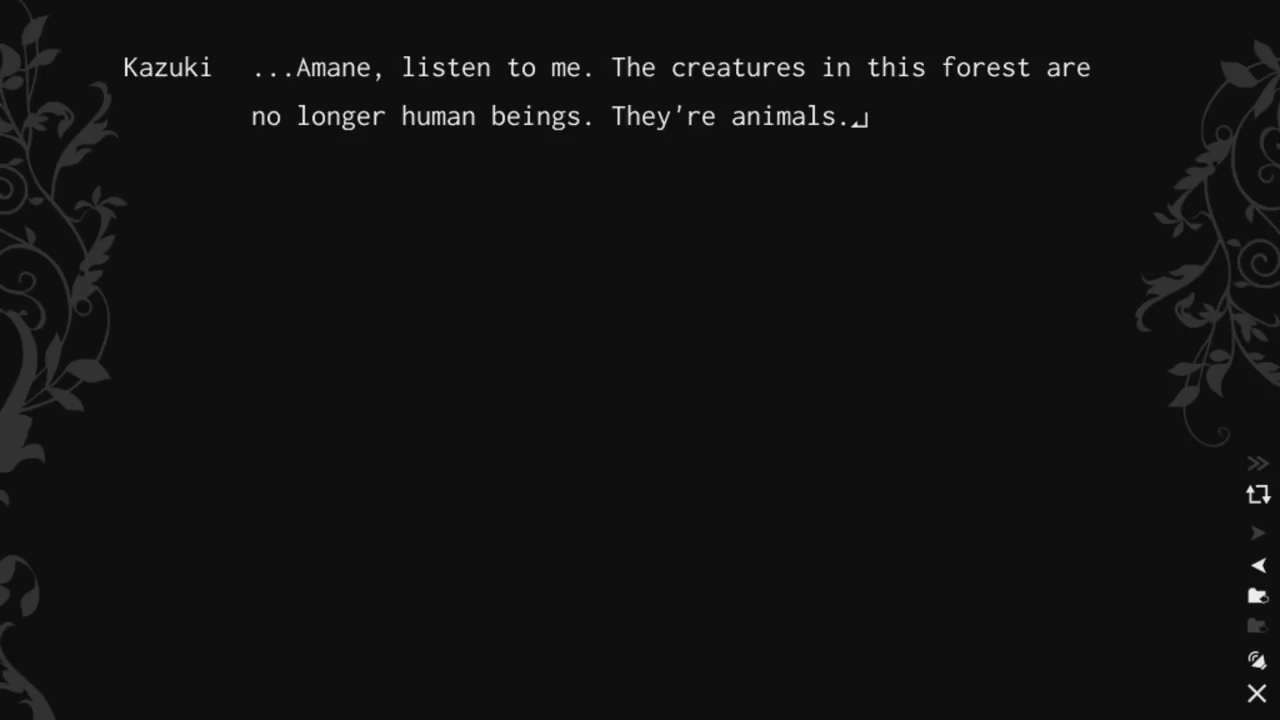 Kazuki ...Amane, listen to me. The creatures in this forest are
no longer human beings. They're animals.